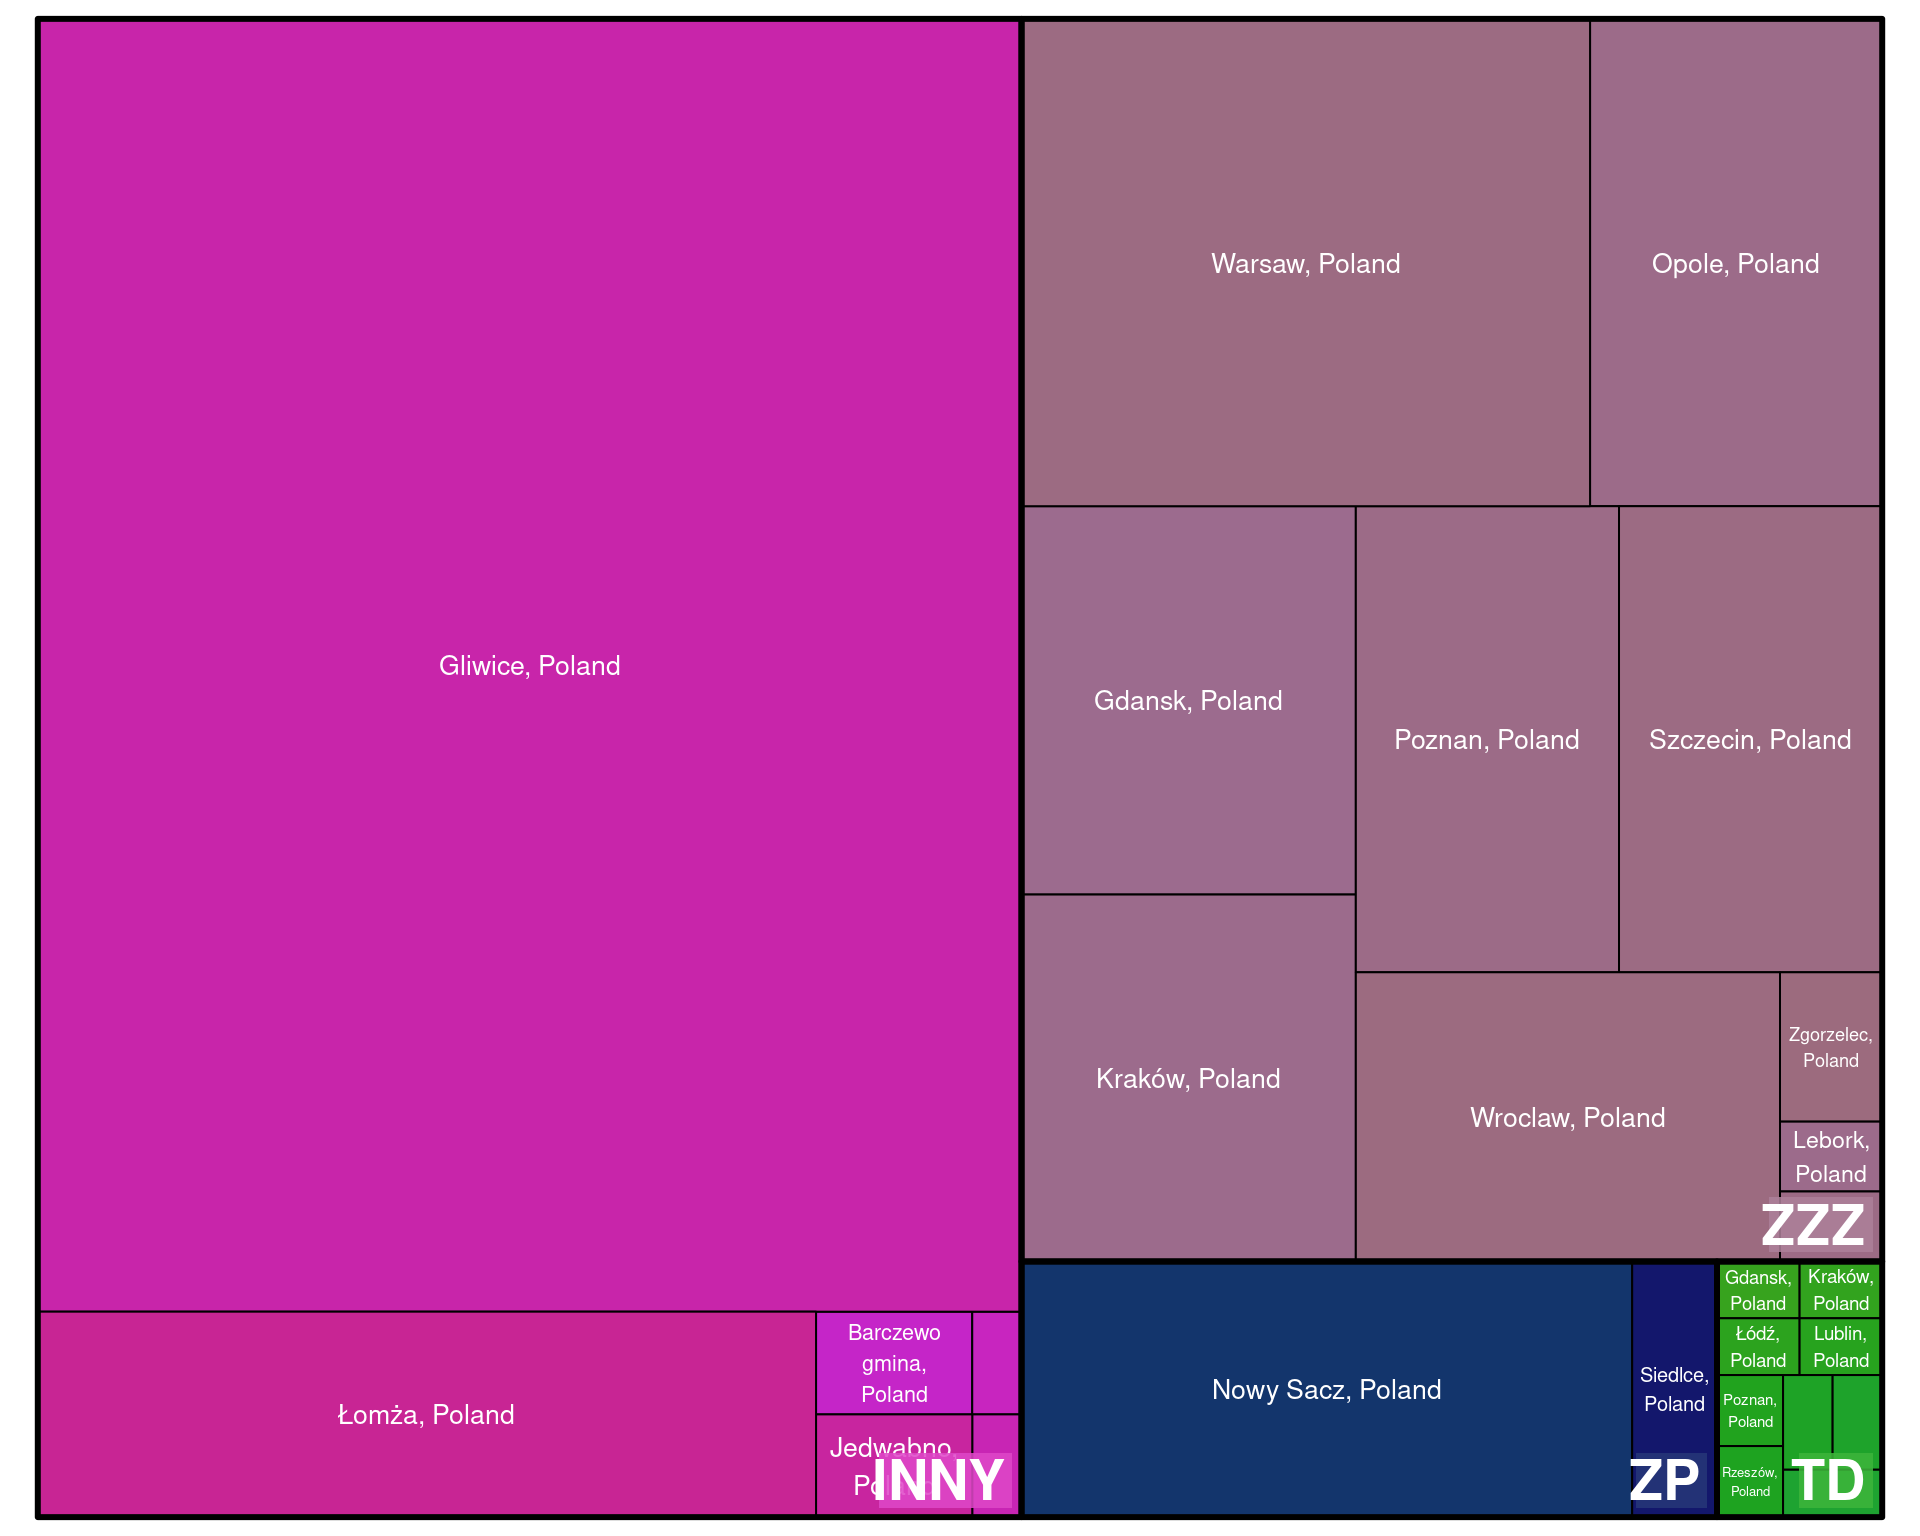 Gliwice, Poland
Łomża, Poland
Barczewo
gmina,
Poland
Jedwabno,
INNY
Warsaw, Poland
Opole, Poland
Gdansk, Poland
Poznan, Poland
Szczecin, Poland
Kraków, Poland
Wroclaw, Poland
Zgorzelec,
Poland
Lebork,
Poland
ZZZ
Nowy Sacz, Poland
Siedlce,
Poland
ZP
Gdansk,
Poland
Kraków,
Poland
Łódź,
Poland
Lublin,
Poland
Poznan,
Poland
Rzeszów,
Poland
TD